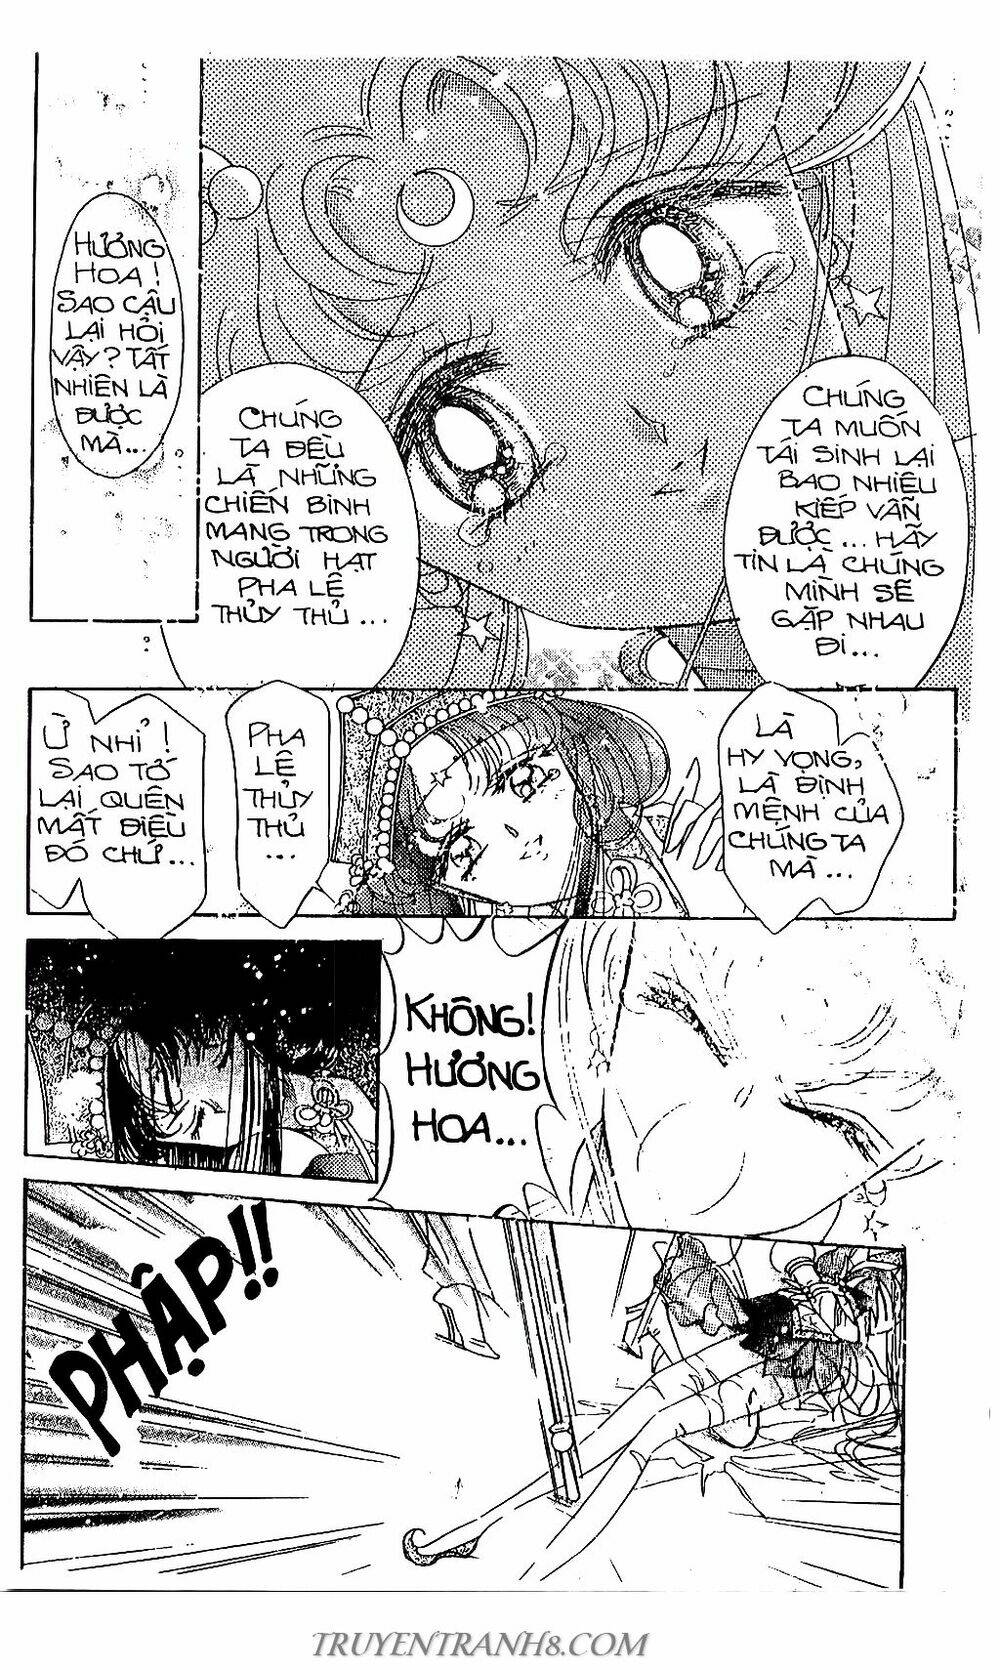 HƯƠNG
HOA!
SAO CẬU
LẠI HỎI
VẬY? TẤT
NHIÊN LÀ
ĐƯỢC
MÀ...
CHÚNG
TA ĐỀU
LÀ NHỮNG
CHIẾN BINH
MANG TRONG
NGƯỜI HẠT
PHA LÊ
THỦY THỦ...
CHÚNG
TA MUỐN
TÁI SINH LẠI
BAO NHIÊU
KIẾP VẪN
ĐƯỢC... HÃY
TIN LÀ CHÚNG
MÌNH SẼ
GẶP NHAU
ĐI...
Ừ NHỈ!
SAO TỚ
LẠI QUÊN
MẤT ĐIỀU
ĐÓ CHỨ...
PHA
LÊ
THỦY
THỦ
...
LÀ
HY VỌNG,
LÀ ĐỊNH
MỆNH CỦA
CHÚNG TA
MÀ...
KHÔNG!
HƯƠNG
HOA...
PHẬP!!
TRUYENTRANH8.COM